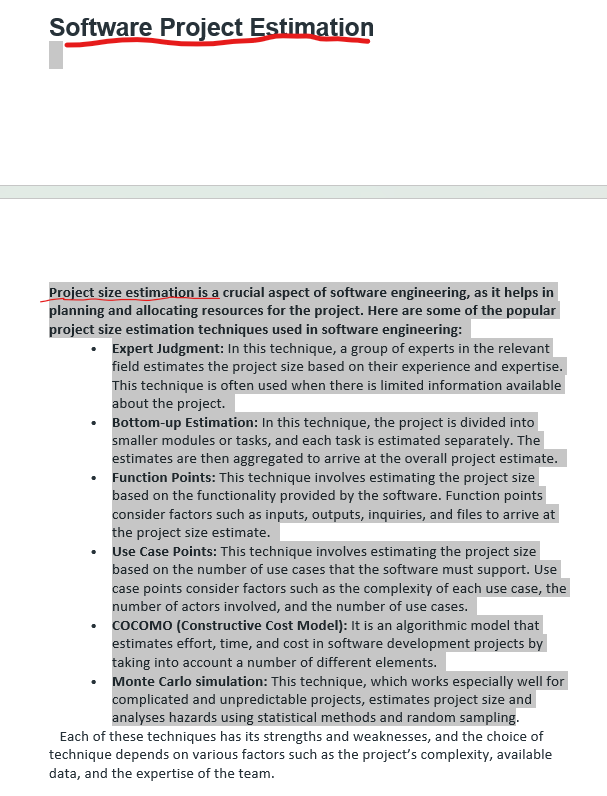 Software Project Estimation
Project size estimation is a crucial aspect of software engineering, as it helps in
planning and allocating resources for the project. Here are some of the popular
project size estimation techniques used in software engineering:
• Expert Judgment: In this technique, a group of experts in the relevant
field estimates the project size based on their experience and expertise.
This technique is often used when there is limited information available
about the project.
• Bottom-up Estimation: In this technique, the project is divided into
smaller modules or tasks, and each task is estimated separately. The
estimates are then aggregated to arrive at the overall project estimate.
• Function Points: This technique involves estimating the project size
based on the functionality provided by the software. Function points
consider factors such as inputs, outputs, inquiries, and files to arrive at
the project size estimate.
• Use Case Points: This technique involves estimating the project size
based on the number of use cases that the software must support. Use
case points consider factors such as the complexity of each use case, the
number of actors involved, and the number of use cases.
• COCOMO (Constructive Cost Model): It is an algorithmic model that
estimates effort, time, and cost in software development projects by
taking into account a number of different elements.
• Monte Carlo simulation: This technique, which works especially well for
complicated and unpredictable projects, estimates project size and
analyses hazards using statistical methods and random sampling.
Each of these techniques has its strengths and weaknesses, and the choice of
technique depends on various factors such as the project’s complexity, available
data, and the expertise of the team.